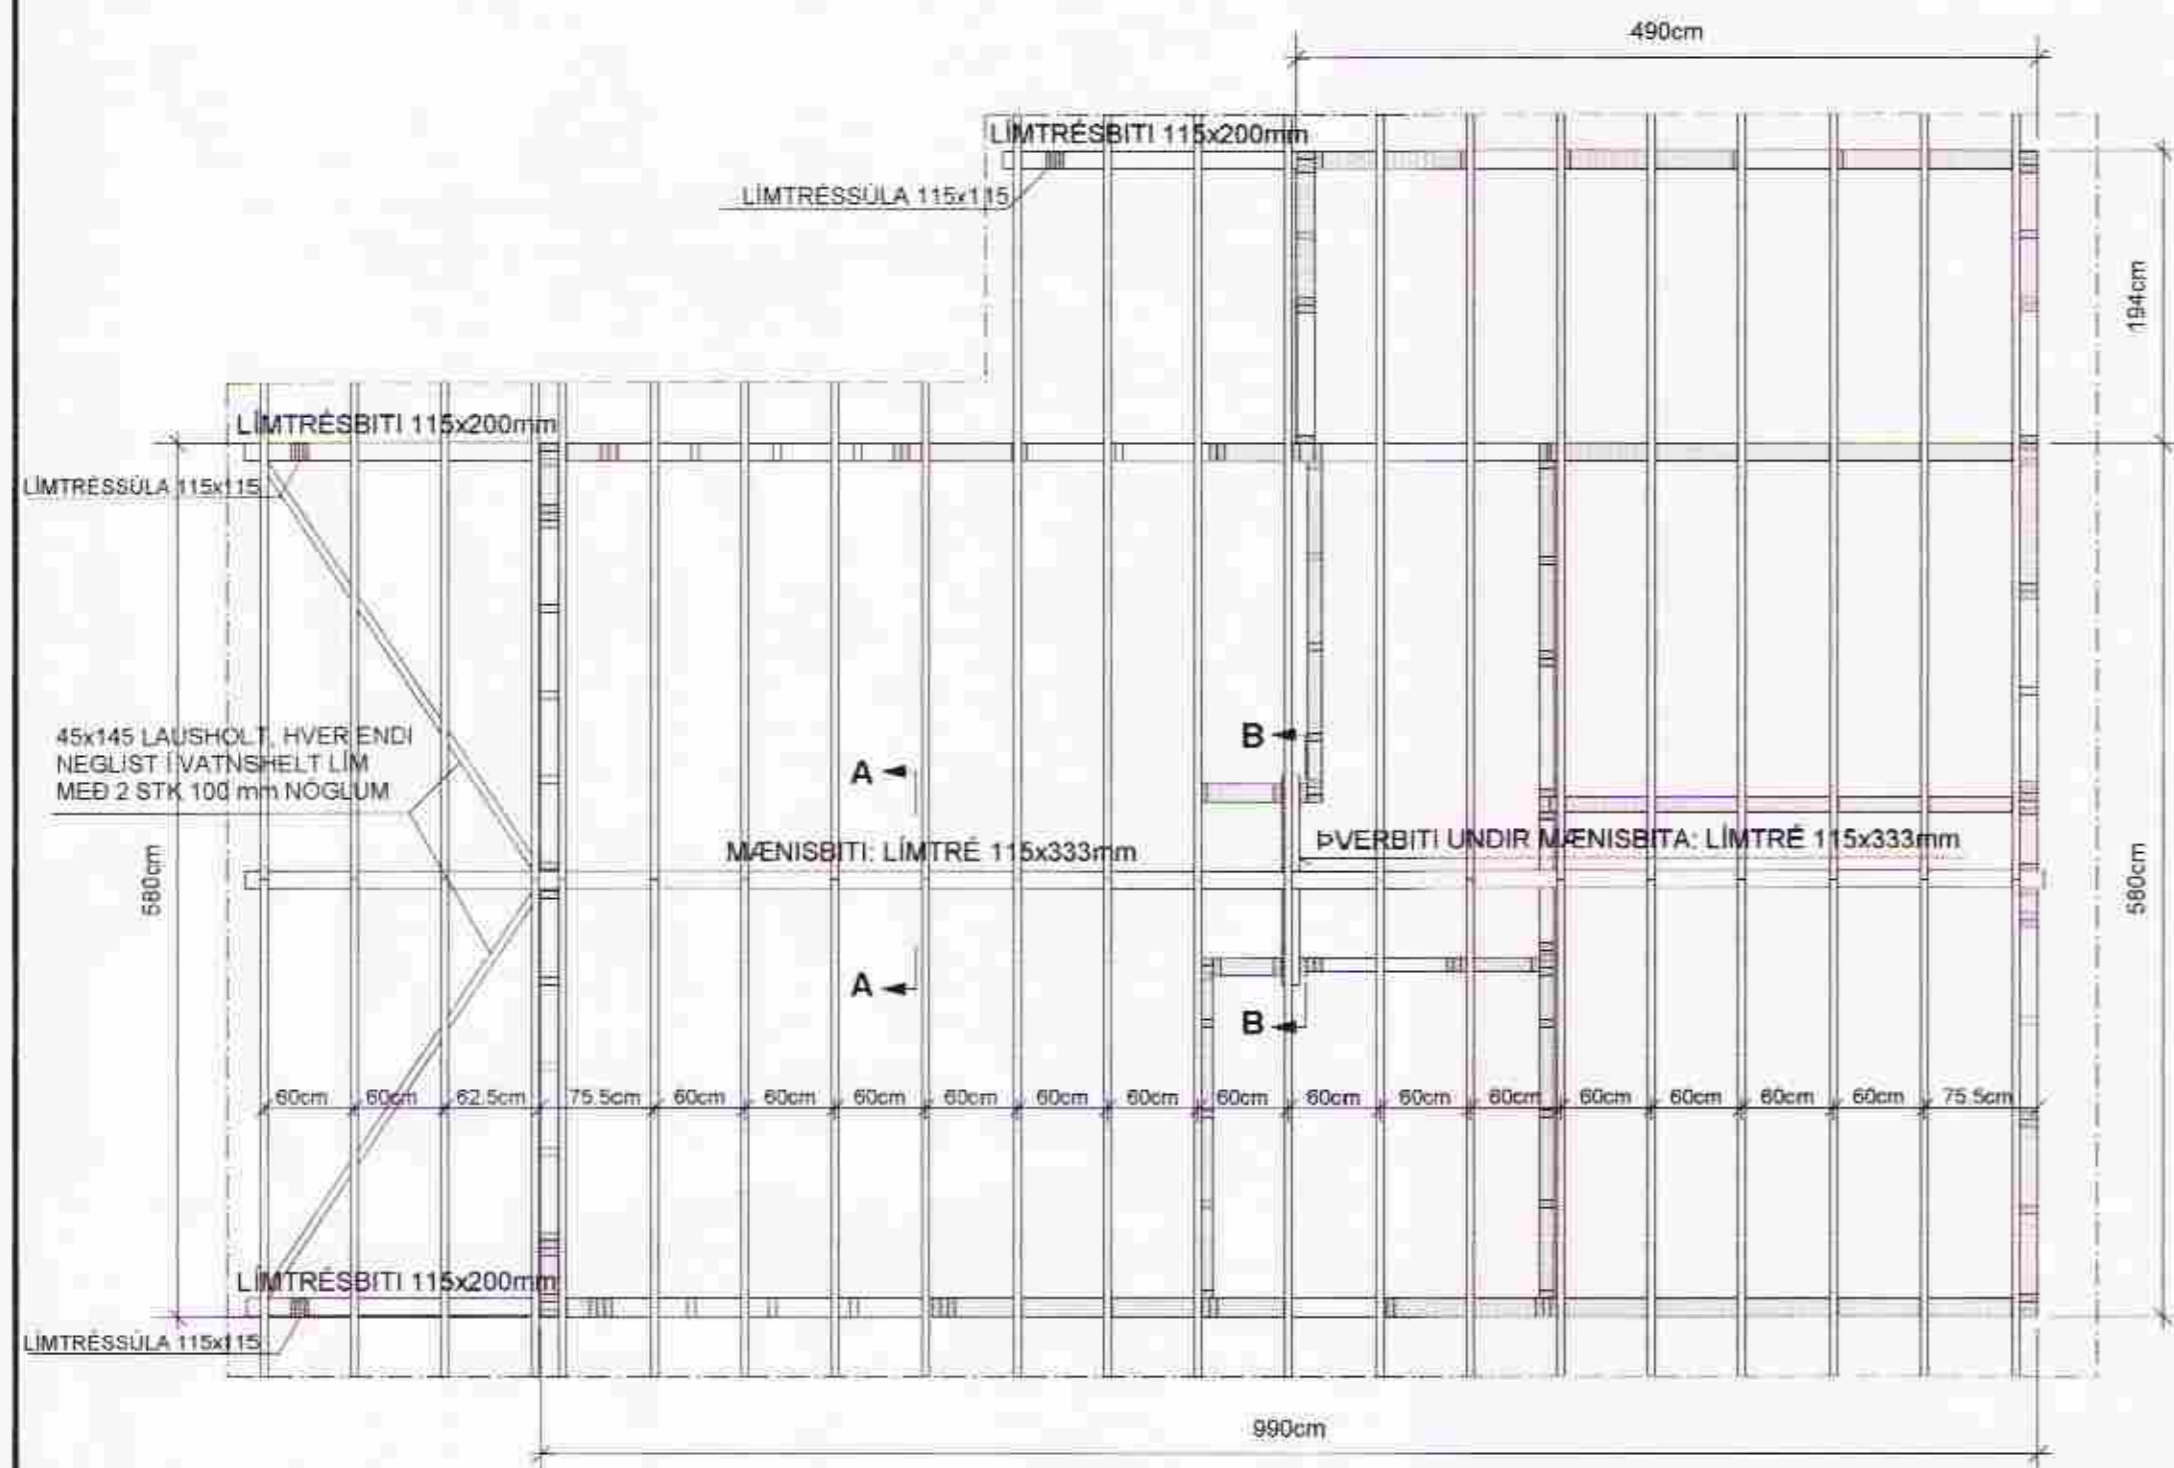 490cm
LÍMTRÉSBITI 115x200mm
LÍMTRÉSSÚLA 115x115
194cm
LÍMTRÉSBITI 115x200mm
LÍMTRÉSSÚLA 115x115
45x145 LAUSHOLT, HVER ENDI
NEGLIST Í VATNSHELT LÍM
MEÐ 2 STK 100 mm NÖGLUM
B
A
MÆNISBITI: LÍMTRÉ 115x333mm
ÞVERBITI UNDIR MÆNISBITA: LÍMTRÉ 115x333mm
580cm
580cm
A
B
60cm 60cm 62.5cm 75.5cm 60cm 60cm 60cm 60cm 60cm 60cm 60cm 60cm 60cm 60cm 60cm 60cm 60cm 60cm 75.5cm
LÍMTRÉSBITI 115x200mm
LÍMTRÉSSÚLA 115x115
990cm